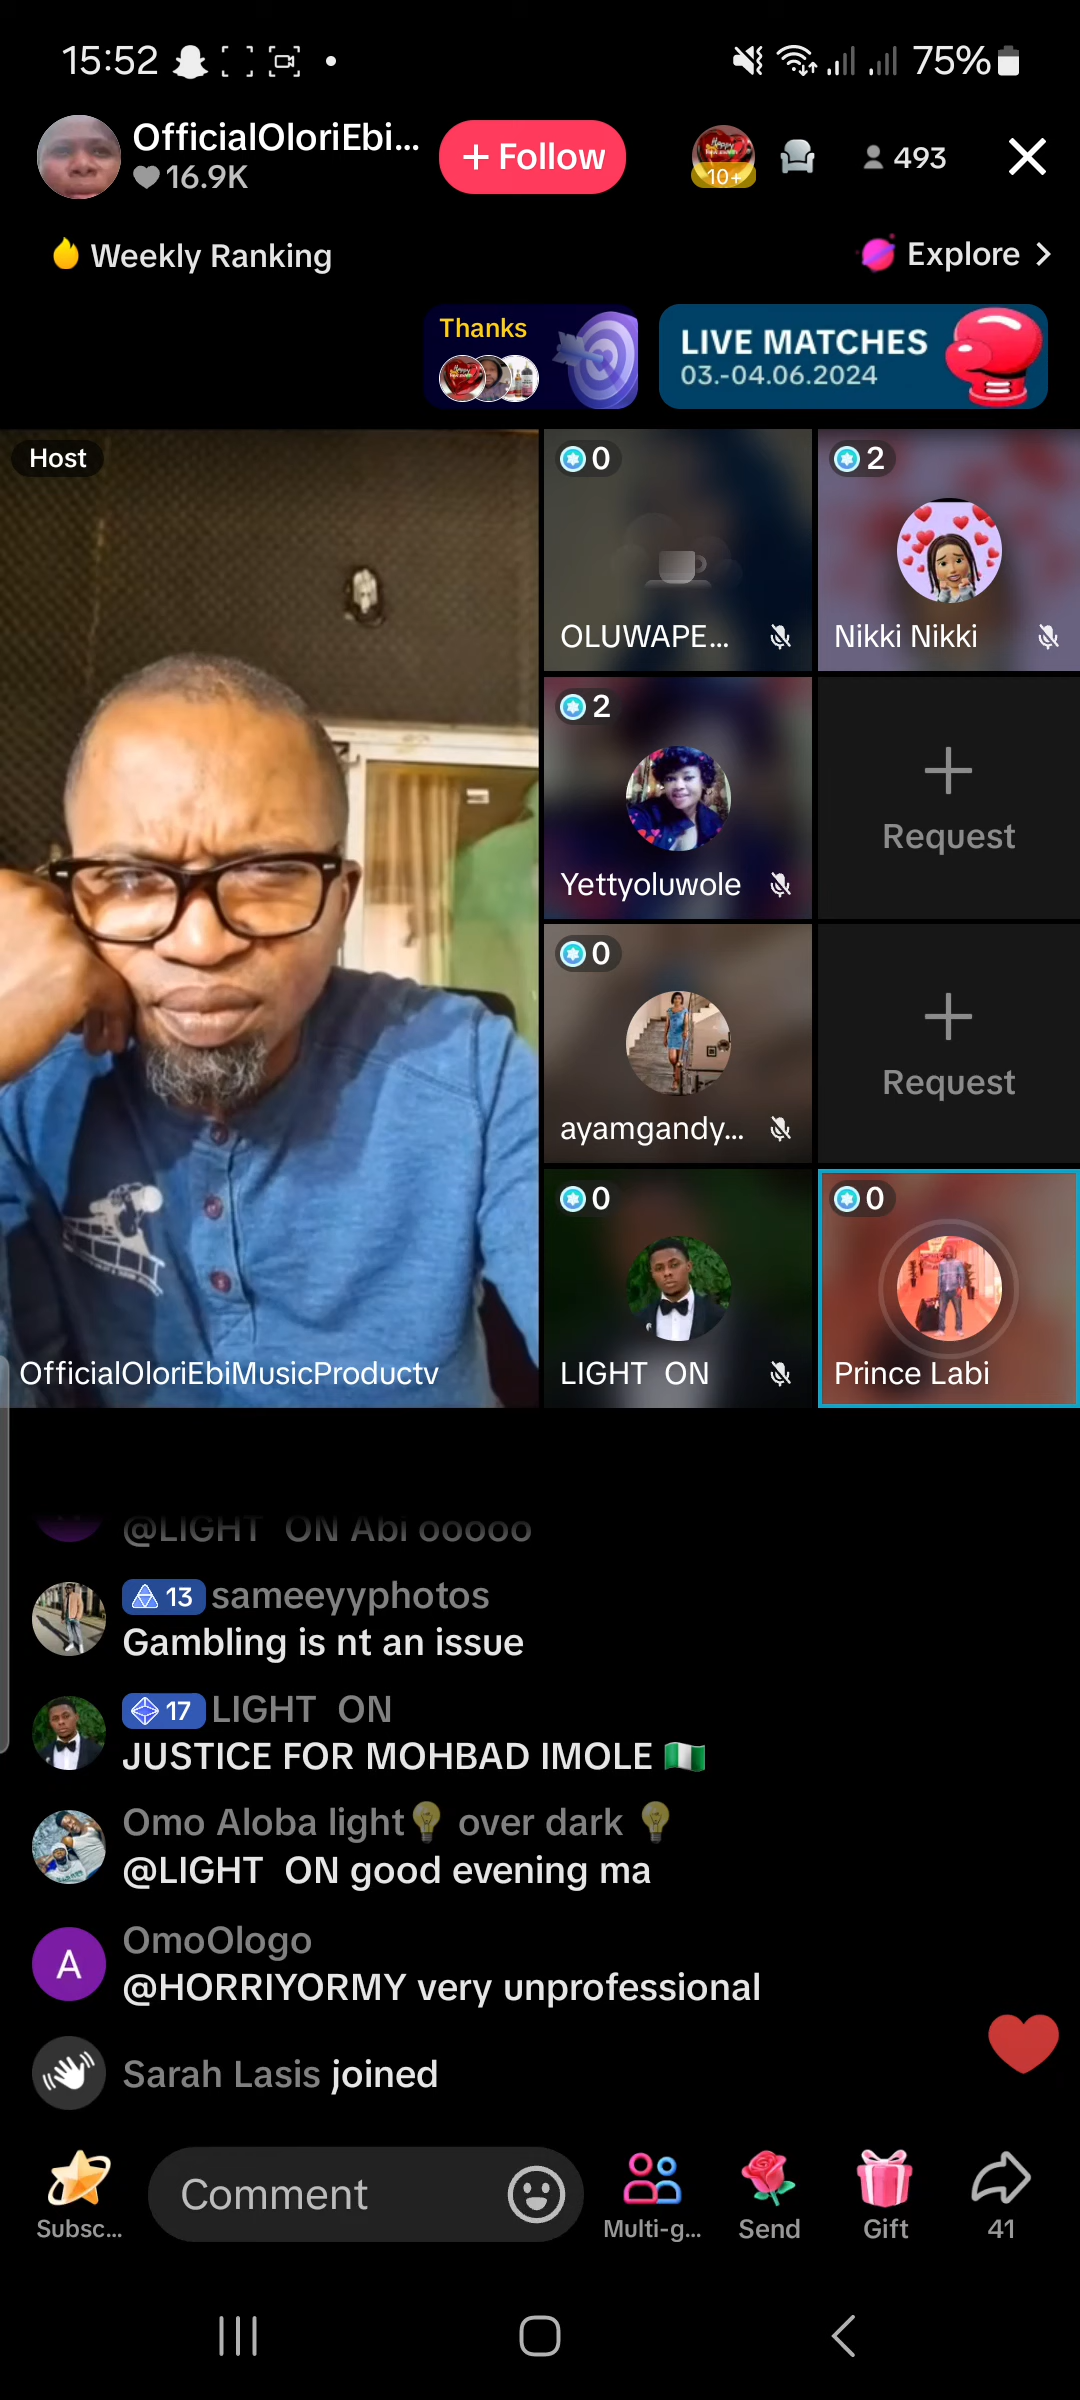 15:52
75%
OfficialOloriEbi...
16.9K
+ Follow
10+
493
Weekly Ranking
Explore >
Thanks
LIVE MATCHES
03.-04.06.2024
Host
0
OLUWAPE...
2
Nikki Nikki
2
Yettyoluwole
Request
0
ayamgandy...
Request
0
LIGHT ON
0
Prince Labi
OfficialOloriEbiMusicProductv
@LIGHT ON Abi ooooo
13 sameeyyphotos
Gambling is nt an issue
17 LIGHT ON
JUSTICE FOR MOHBAD IMOLE 🇳🇬
Omo Aloba light💡 over dark 💡
@LIGHT ON good evening ma
A
OmoOlogo
@HORRIYORMY very unprofessional
Sarah Lasis joined
Comment
Subsc...
Multi-g...
Send
Gift
41